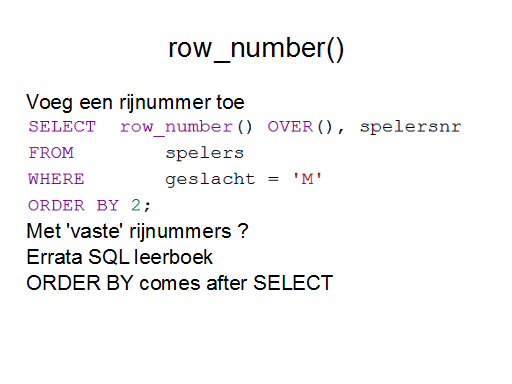 row_number()
Voeg een rijnummer toe
SELECT row_number() OVER(), spelersnr
FROM spelers
WHERE geslacht = 'M'
ORDER BY 2;
Met 'vaste' rijnummers ?
Errata SQL leerboek
ORDER BY comes after SELECT